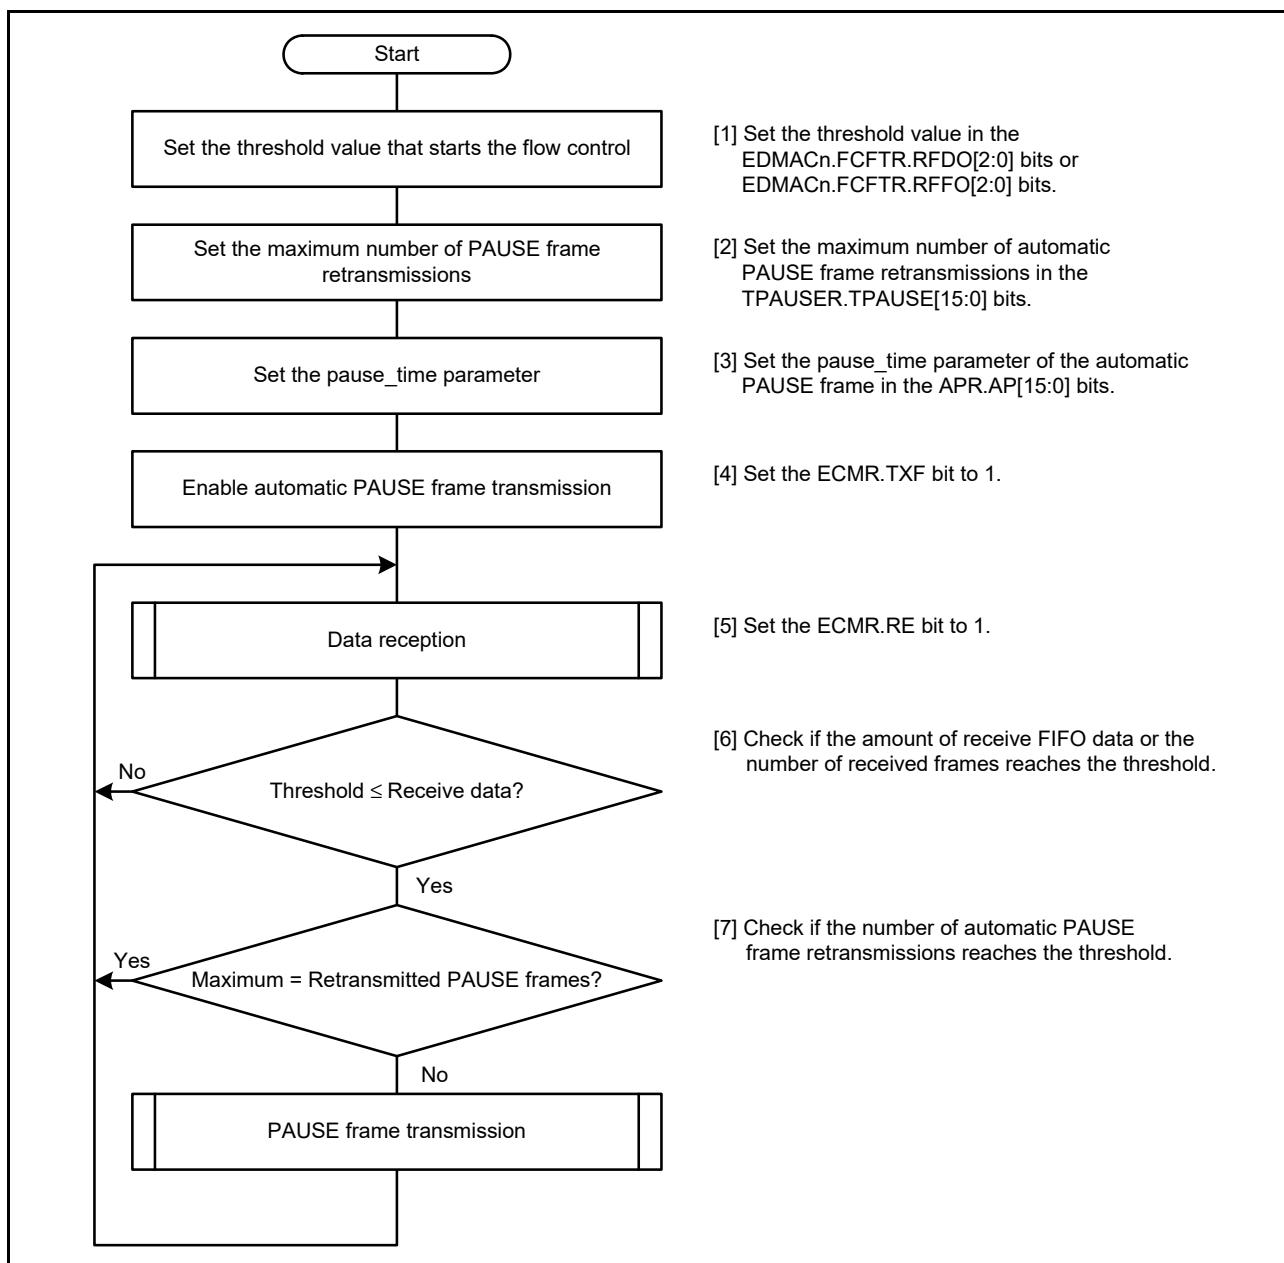 Start
Set the threshold value that starts the flow control
[1] Set the threshold value in the
EDMACn.FCFTR.RFDO[2:0] bits or
EDMACn.FCFTR.RFFO[2:0] bits.
Set the maximum number of PAUSE frame
retransmissions
[2] Set the maximum number of automatic
PAUSE frame retransmissions in the
TPAUSER.TPAUSE[15:0] bits.
Set the pause_time parameter
[3] Set the pause_time parameter of the automatic
PAUSE frame in the APR.AP[15:0] bits.
Enable automatic PAUSE frame transmission
[4] Set the ECMR.TXF bit to 1.
Data reception
[5] Set the ECMR.RE bit to 1.
No
Threshold ≤ Receive data?
[6] Check if the amount of receive FIFO data or the
number of received frames reaches the threshold.
Yes
Yes
Maximum = Retransmitted PAUSE frames?
[7] Check if the number of automatic PAUSE
frame retransmissions reaches the threshold.
No
PAUSE frame transmission